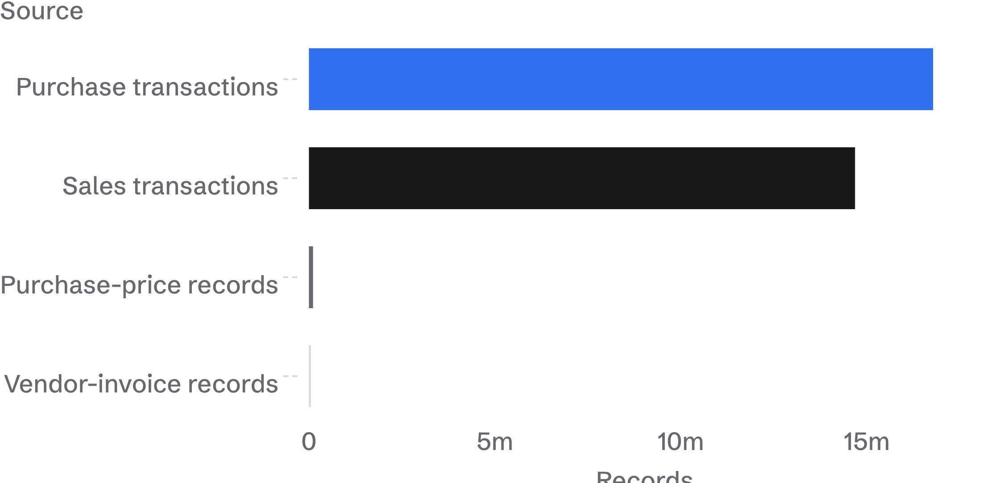 Source
Purchase transactions
Sales transactions
Purchase-price records
Vendor-invoice records
0 5m 10m 15m
Records